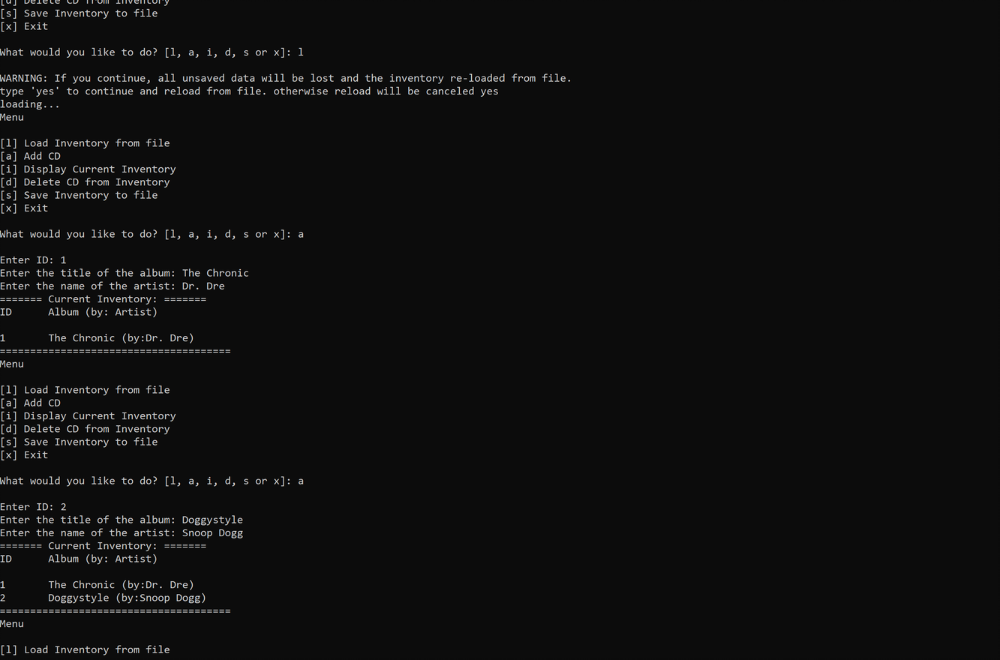 [d] Delete CD from Inventory
[s] Save Inventory to file
[x] Exit
What would you like to do? [l, a, i, d, s or x]: l
WARNING: If you continue, all unsaved data will be lost and the inventory re-loaded from file.
type 'yes' to continue and reload from file. otherwise reload will be canceled yes
loading...
Menu
[l] Load Inventory from file
[a] Add CD
[i] Display Current Inventory
[d] Delete CD from Inventory
[s] Save Inventory to file
[x] Exit
What would you like to do? [l, a, i, d, s or x]: a
Enter ID: 1
Enter the title of the album: The Chronic
Enter the name of the artist: Dr. Dre
======= Current Inventory: =======
ID      Album (by: Artist)
1       The Chronic (by:Dr. Dre)
======================================
Menu
[l] Load Inventory from file
[a] Add CD
[i] Display Current Inventory
[d] Delete CD from Inventory
[s] Save Inventory to file
[x] Exit
What would you like to do? [l, a, i, d, s or x]: a
Enter ID: 2
Enter the title of the album: Doggystyle
Enter the name of the artist: Snoop Dogg
======= Current Inventory: =======
ID      Album (by: Artist)
1       The Chronic (by:Dr. Dre)
2       Doggystyle (by:Snoop Dogg)
======================================
Menu
[l] Load Inventory from file